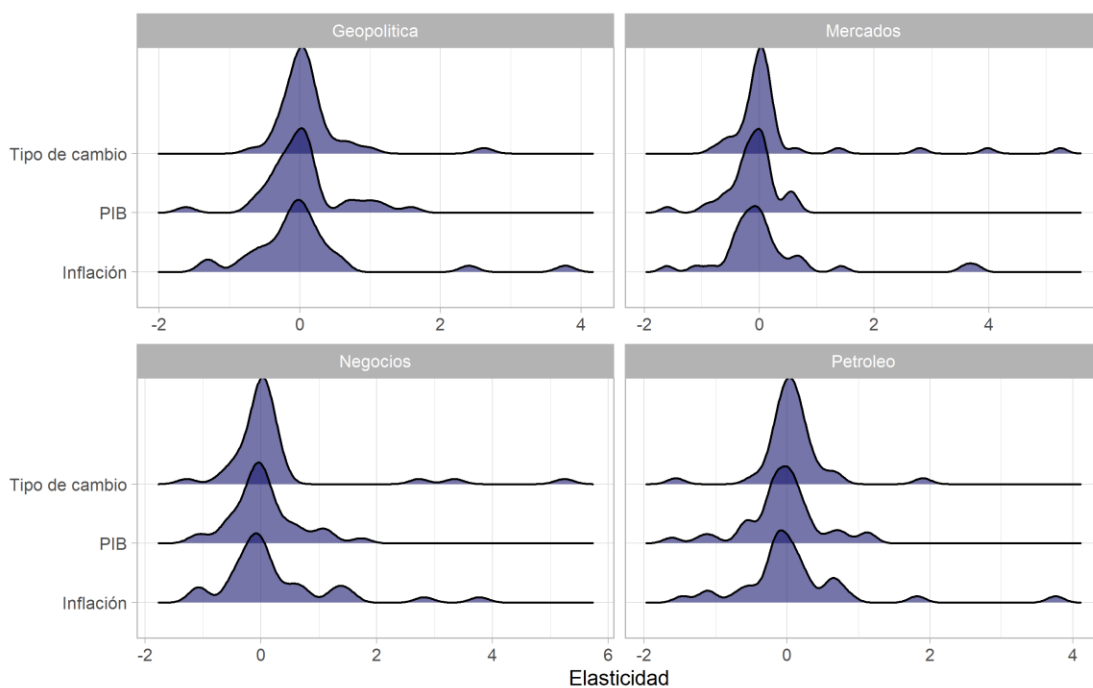 Geopolitica
Mercados
Tipo de cambio
PIB
Inflación
-2 0 2 4
-2 0 2 4
Negocios
Petroleo
Tipo de cambio
PIB
Inflación
-2 0 2 4 6
-2 0 2 4
Elasticidad